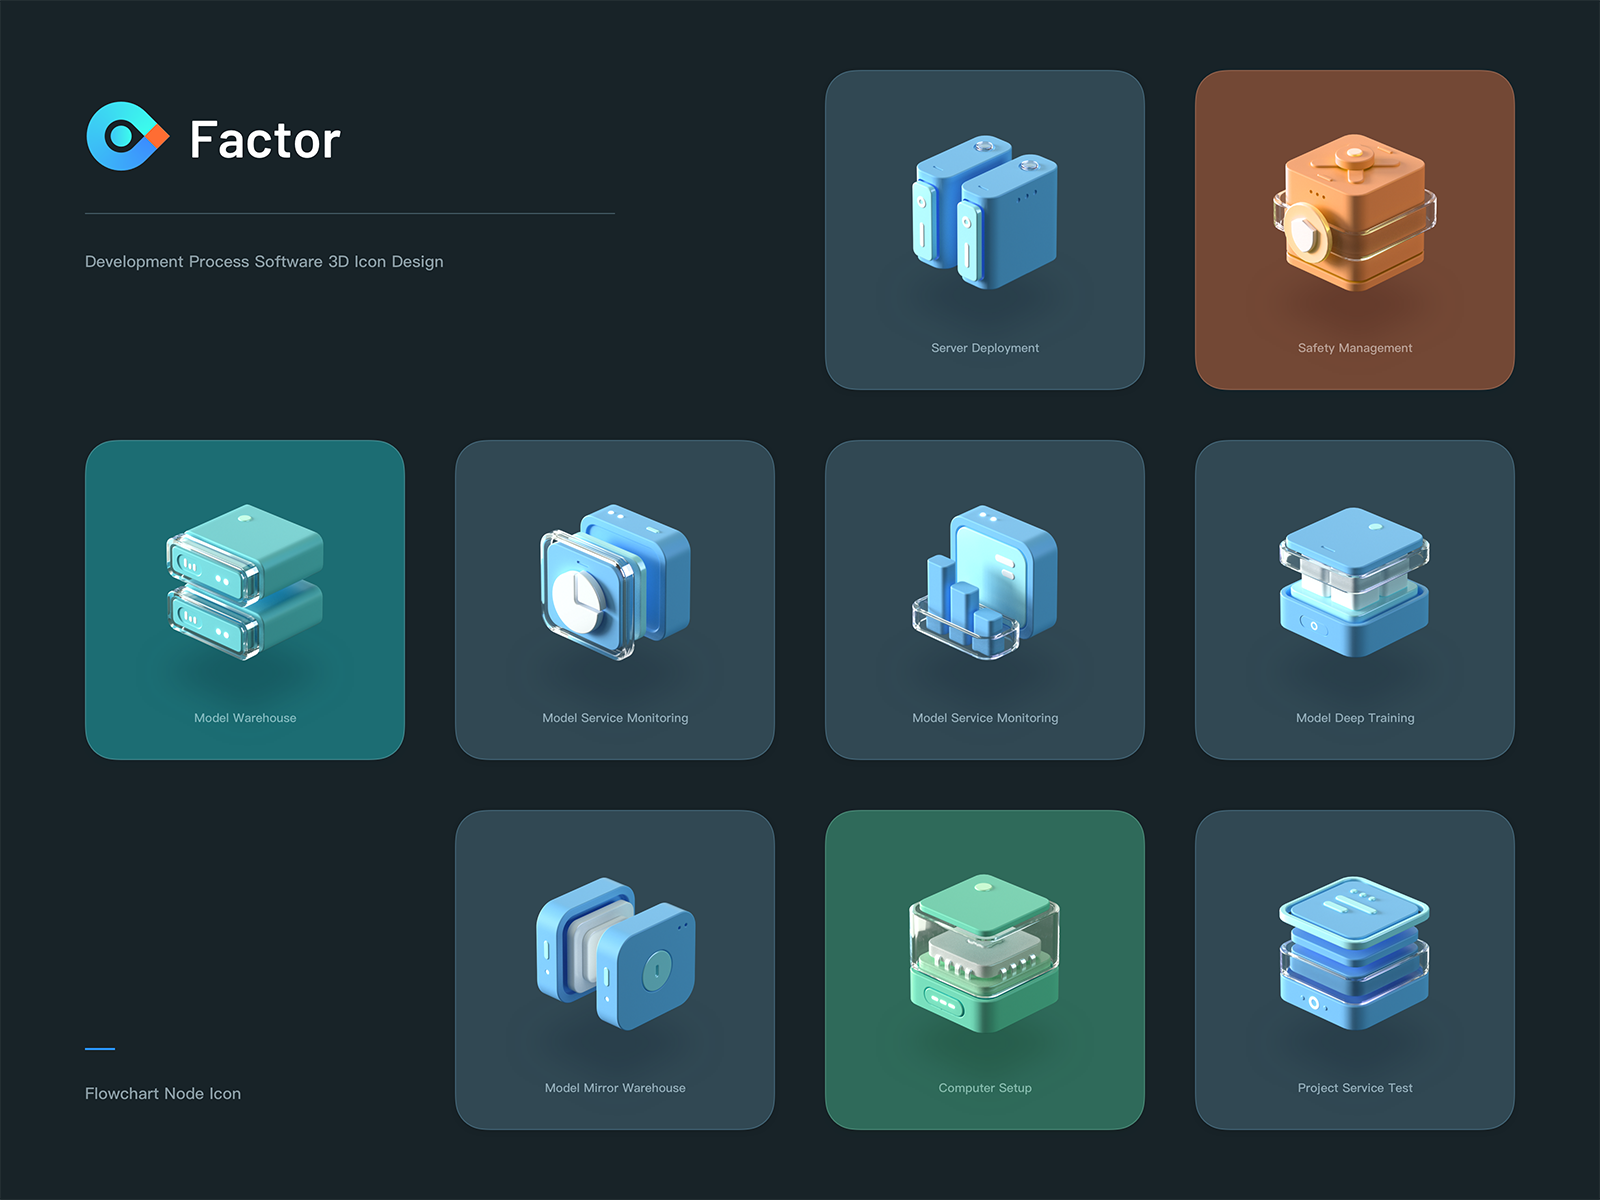 Factor
Development Process Software 3D Icon Design
Server Deployment
Safety Management
Model Warehouse
Model Service Monitoring
Model Service Monitoring
Model Deep Training
Model Mirror Warehouse
Computer Setup
Project Service Test
Flowchart Node Icon